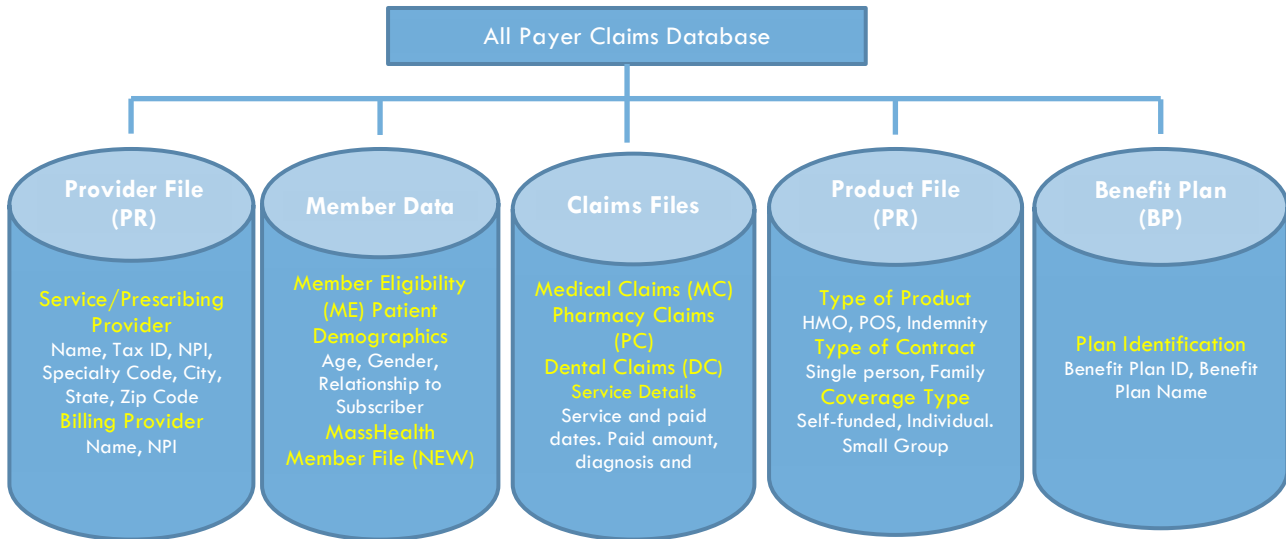 All Payer Claims Database
Provider File
(PR)
Service/Prescribing
Provider
Name, Tax ID, NPI,
Specialty Code, City,
State, Zip Code
Billing Provider
Name, NPI
Member Data
Member Eligibility
(ME) Patient
Demographics
Age, Gender,
Relationship to
Subscriber
MassHealth
Member File (NEW)
Claims Files
Medical Claims (MC)
Pharmacy Claims
(PC)
Dental Claims (DC)
Service Details
Service and paid
dates. Paid amount,
diagnosis and
Product File
(PR)
Type of Product
HMO, POS, Indemnity
Type of Contract
Single person, Family
Coverage Type
Self-funded, Individual.
Small Group
Benefit Plan
(BP)
Plan Identification
Benefit Plan ID, Benefit
Plan Name